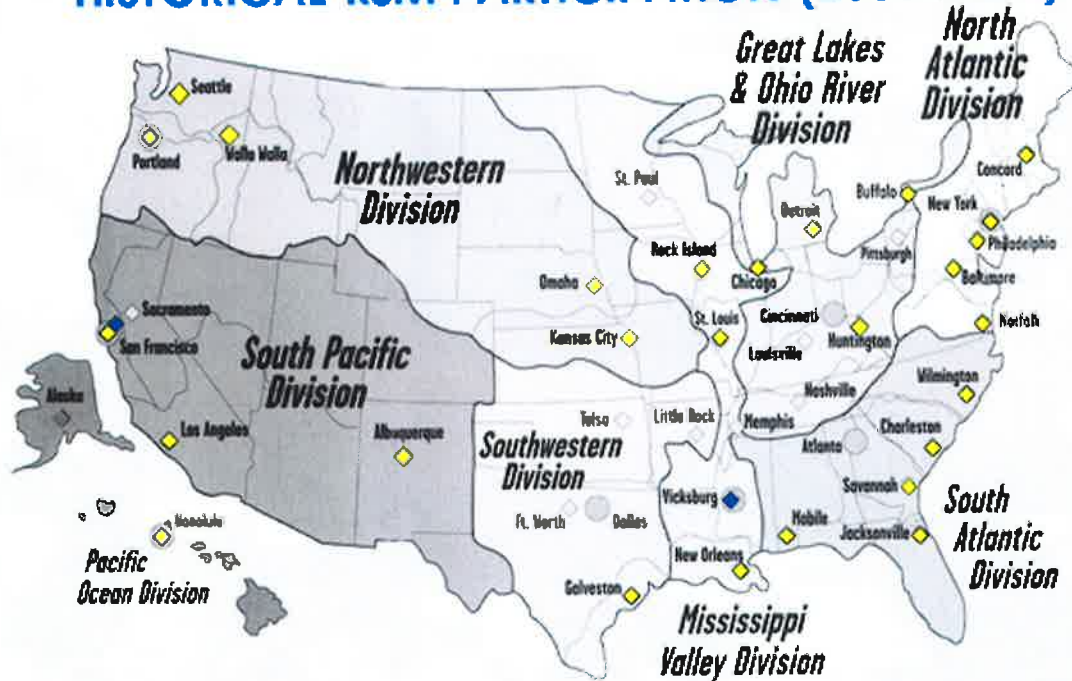 HISTORICAL
North
Atlantic
Division
Great Lakes
& Ohio River
Division
Seattle
Portland
Walla Walla
Northwestern
Division
St. Paul
Detroit
Buffalo
Concord
New York
Philadelphia
Pittsburgh
Baltimore
Norfolk
Rock Island
Chicago
Omaha
Kansas City
St. Louis
Cincinnati
Louisville
Huntington
Sacramento
San Francisco
South Pacific
Division
Nashville
Wilmington
Alaska
Los Angeles
Albuquerque
Tulsa
Little Rock
Memphis
Atlanta
Charleston
Southwestern
Division
Vicksburg
Savannah
Ft. Worth
Dallas
Mobile
Jacksonville
South
Atlantic
Division
Honolulu
Pacific
Ocean Division
New Orleans
Galveston
Mississippi
Valley Division